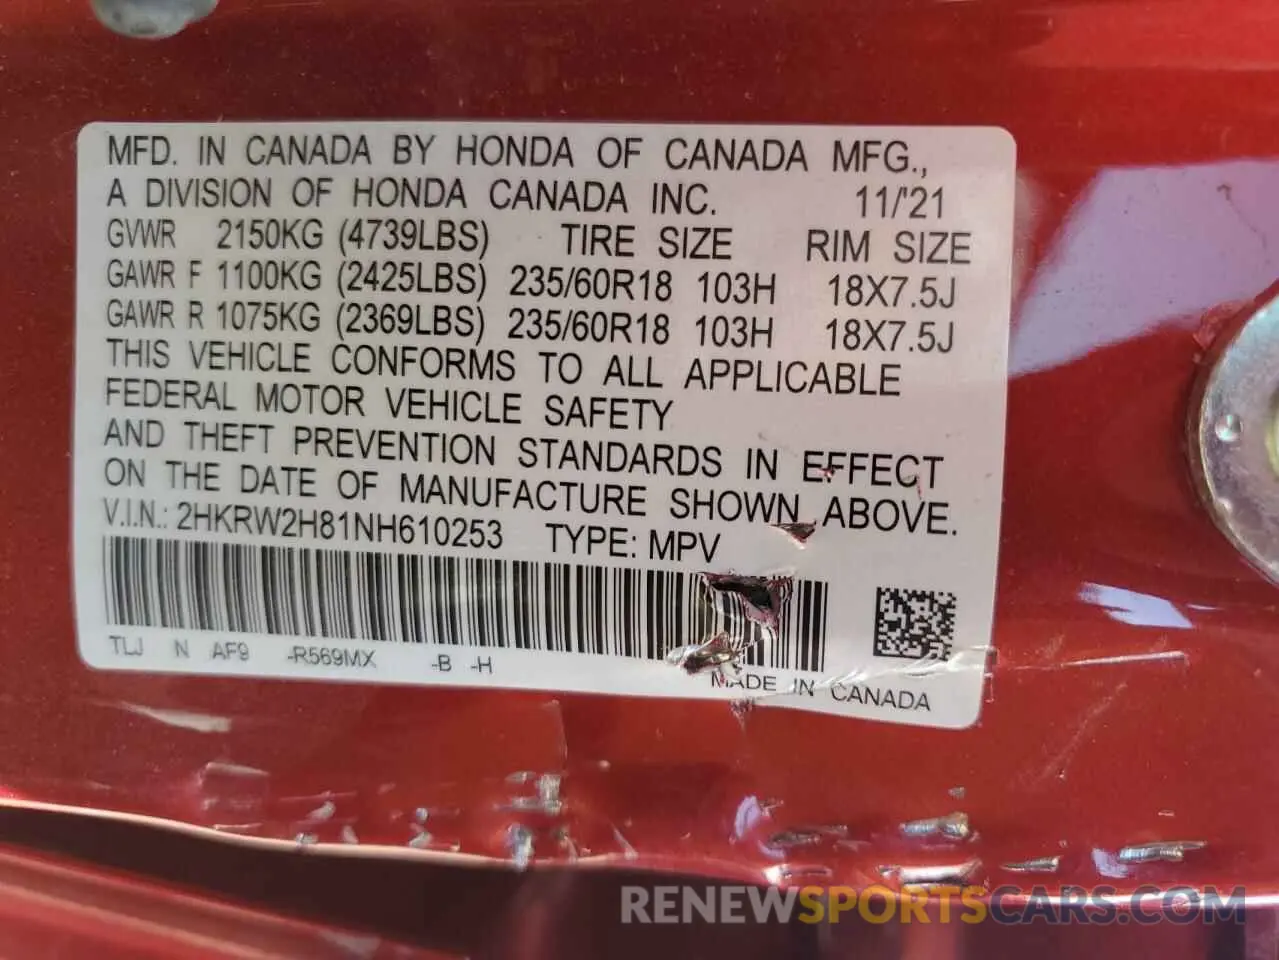 MFD. IN CANADA BY HONDA OF CANADA MFG.,
A DIVISION OF HONDA CANADA INC. 11/'21
GVWR 2150KG (4739LBS) TIRE SIZE RIM SIZE
GAWR F 1100KG (2425LBS) 235/60R18 103H 18X7.5J
GAWR R 1075KG (2369LBS) 235/60R18 103H 18X7.5J
THIS VEHICLE CONFORMS TO ALL APPLICABLE
FEDERAL MOTOR VEHICLE SAFETY
AND THEFT PREVENTION STANDARDS IN EFFECT
ON THE DATE OF MANUFACTURE SHOWN ABOVE.
V.I.N.: 2HKRW2H81NH610253 TYPE: MPV
TLJ N AF9 -R569MX -B -H
MADE IN CANADA
RENEWSPORTSCARS.COM